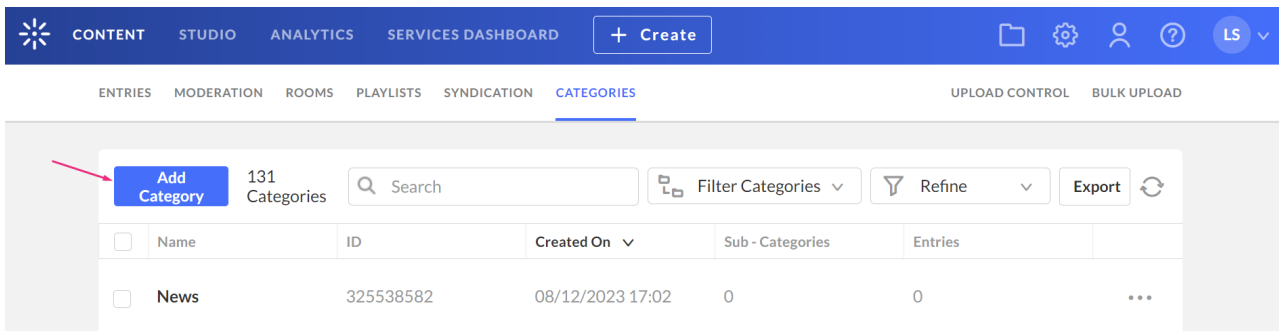 CONTENT STUDIO ANALYTICS SERVICES DASHBOARD + Create LS
ENTRIES MODERATION ROOMS PLAYLISTS SYNDICATION CATEGORIES UPLOAD CONTROL BULK UPLOAD
Add Category 131 Categories Search Filter Categories Refine Export
Name ID Created On Sub - Categories Entries
News 325538582 08/12/2023 17:02 0 0